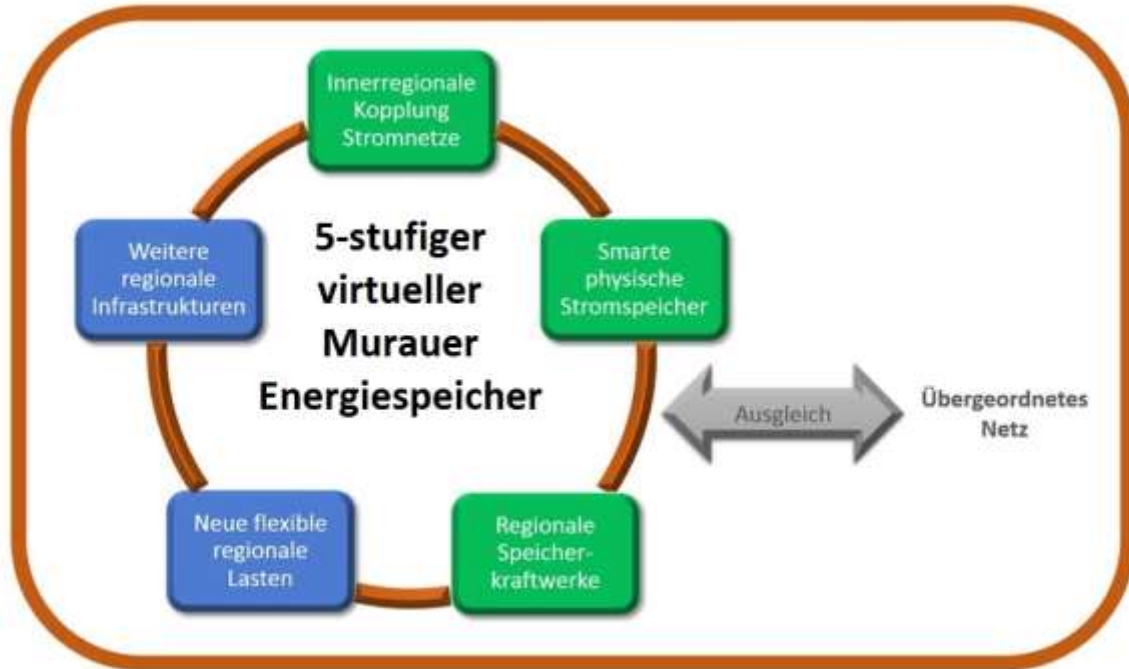 Innerregionale
Kopplung
Stromnetze
Smarte
physische
Stromspeicher
Regionale
Speicher-
kraftwerke
Neue flexible
regionale
Lasten
Weitere
regionale
Infrastrukturen
5-stufiger
virtueller
Murauer
Energiespeicher
Ausgleich
Übergeordnetes
Netz